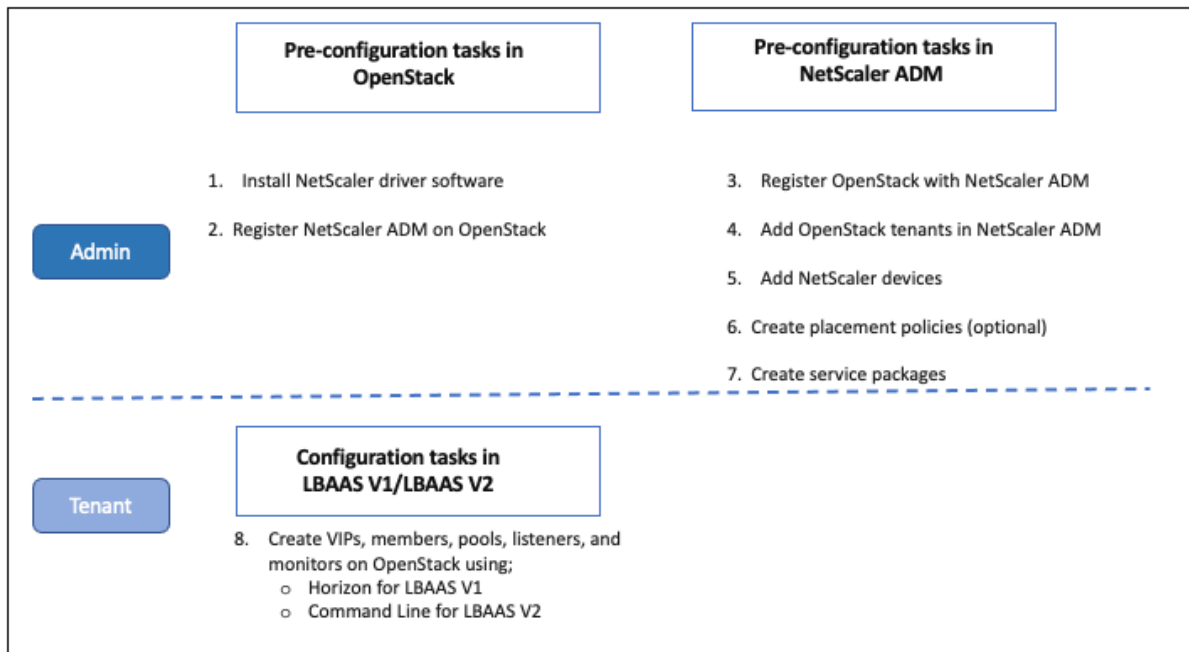 Pre-configuration tasks in
OpenStack
Pre-configuration tasks in
NetScaler ADM
Admin
1. Install NetScaler driver software
2. Register NetScaler ADM on OpenStack
3. Register OpenStack with NetScaler ADM
4. Add OpenStack tenants in NetScaler ADM
5. Add NetScaler devices
6. Create placement policies (optional)
7. Create service packages
Tenant
Configuration tasks in
LBAAS V1/LBAAS V2
8. Create VIPs, members, pools, listeners, and
monitors on OpenStack using;
o Horizon for LBAAS V1
o Command Line for LBAAS V2